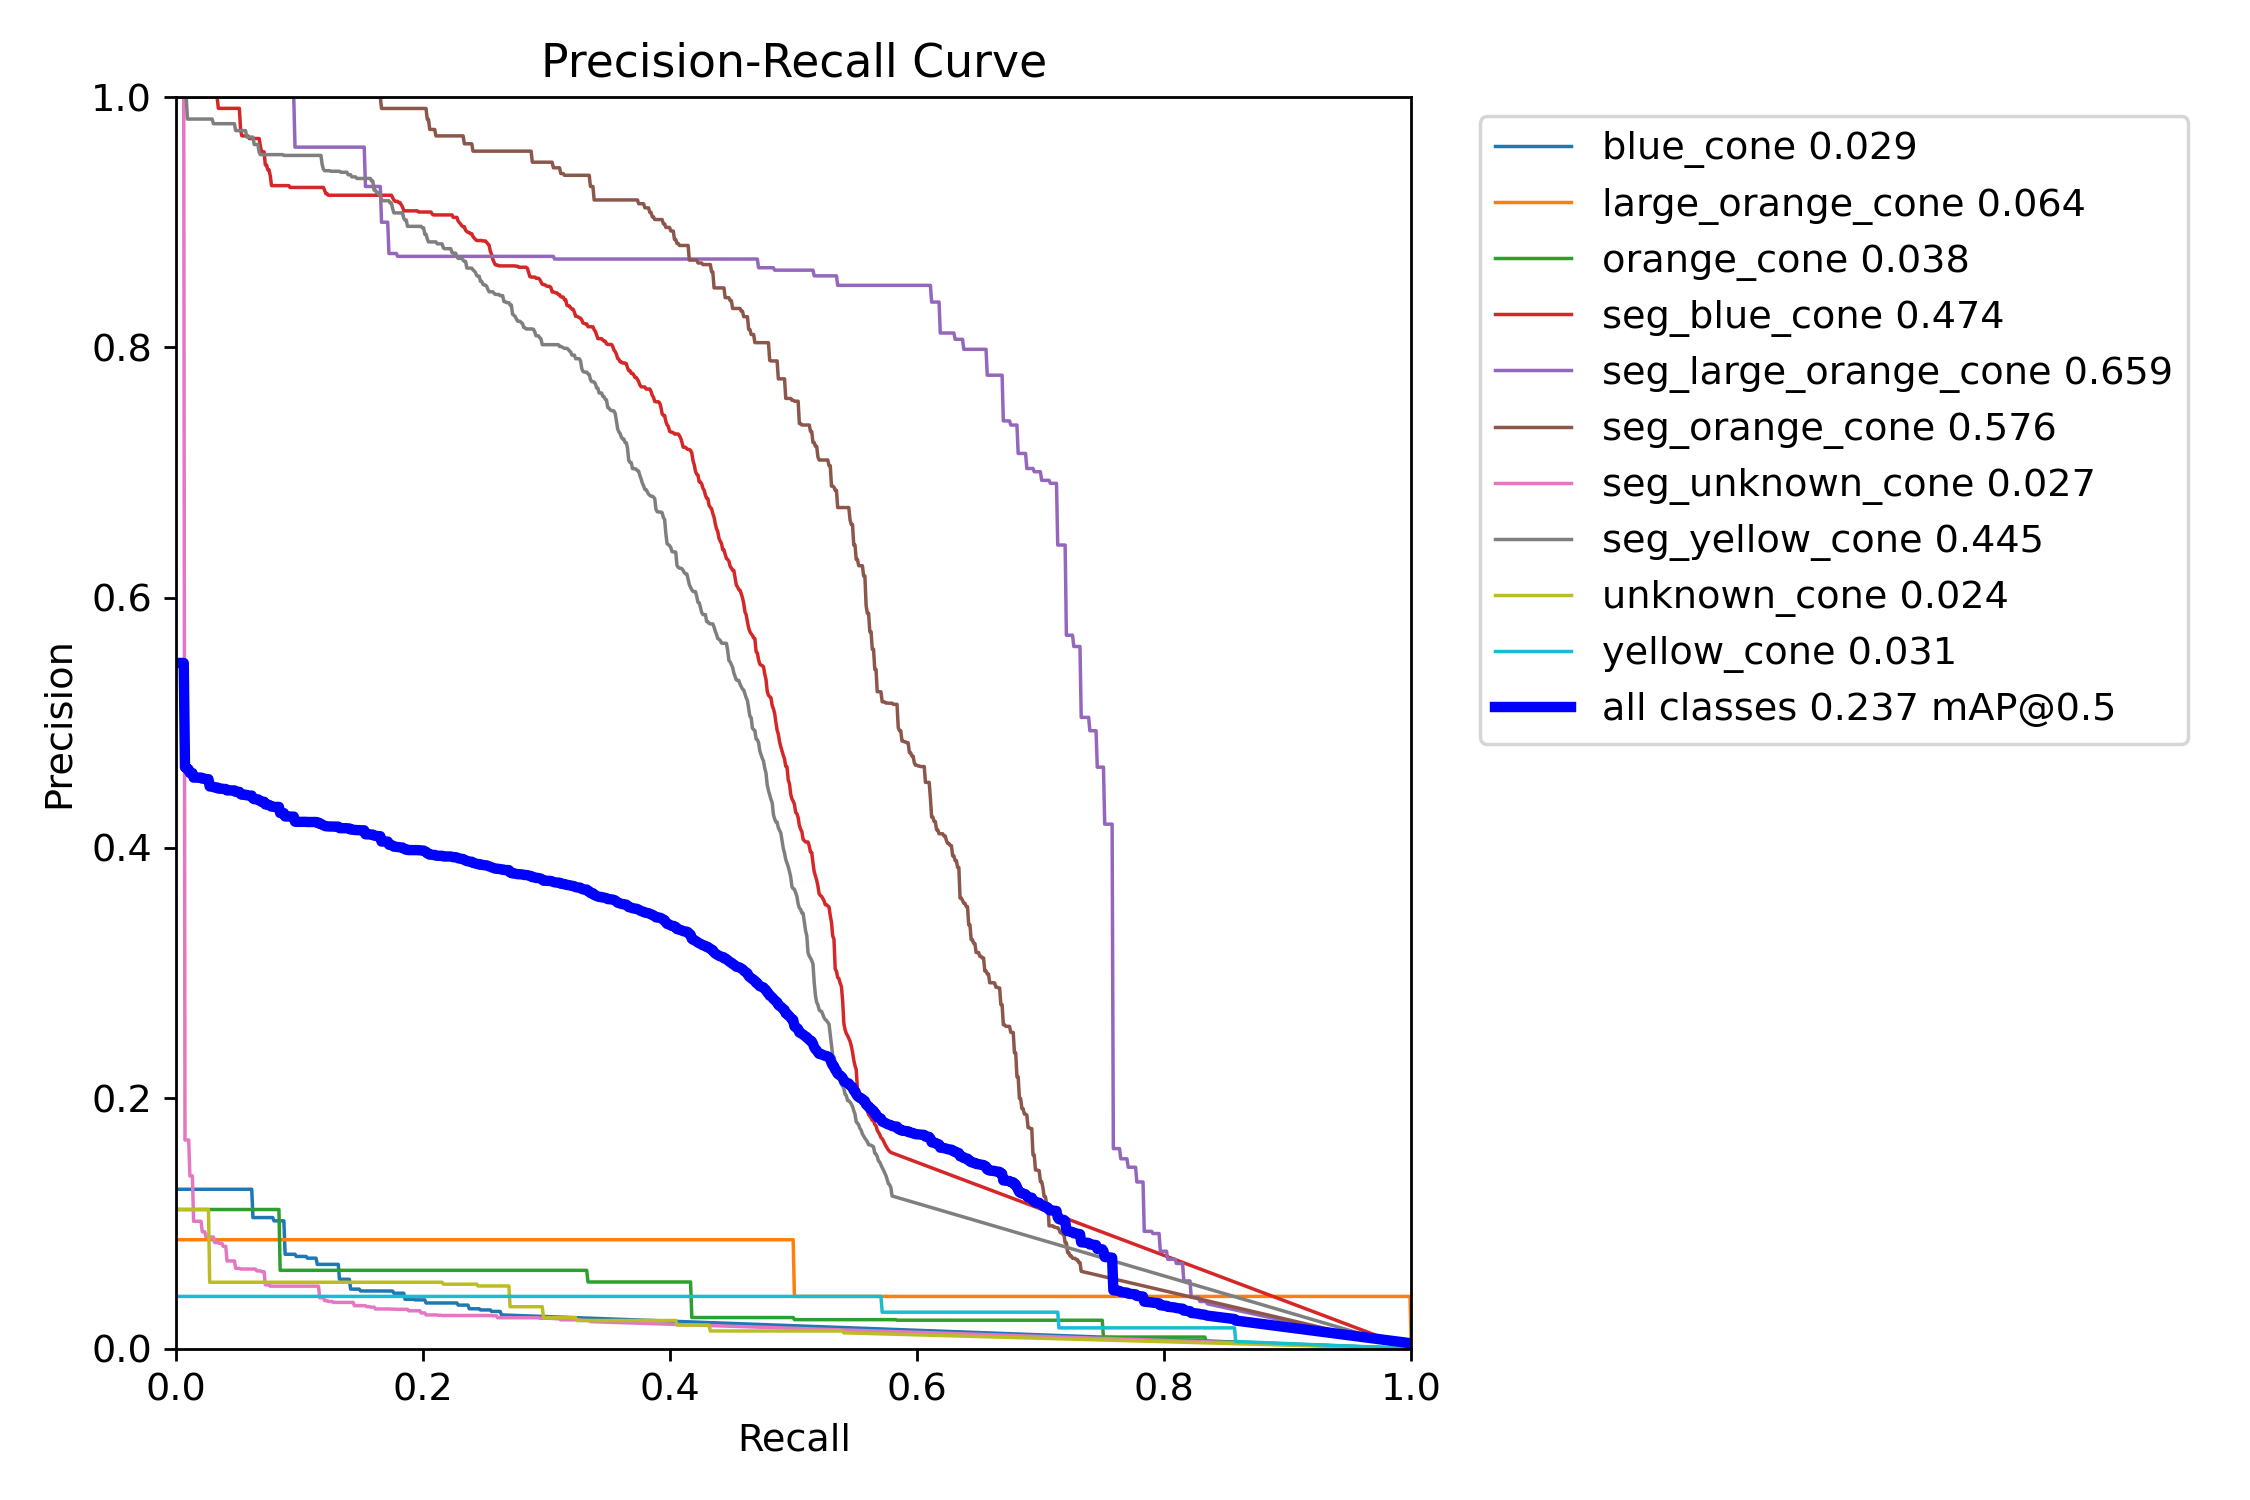 Precision-Recall Curve
1.0
0.8
0.6
0.4
0.2
0.0
Precision
0.0 0.2 0.4 0.6 0.8 1.0
Recall
blue_cone 0.029
large_orange_cone 0.064
orange_cone 0.038
seg_blue_cone 0.474
seg_large_orange_cone 0.659
seg_orange_cone 0.576
seg_unknown_cone 0.027
seg_yellow_cone 0.445
unknown_cone 0.024
yellow_cone 0.031
all classes 0.237 mAP@0.5